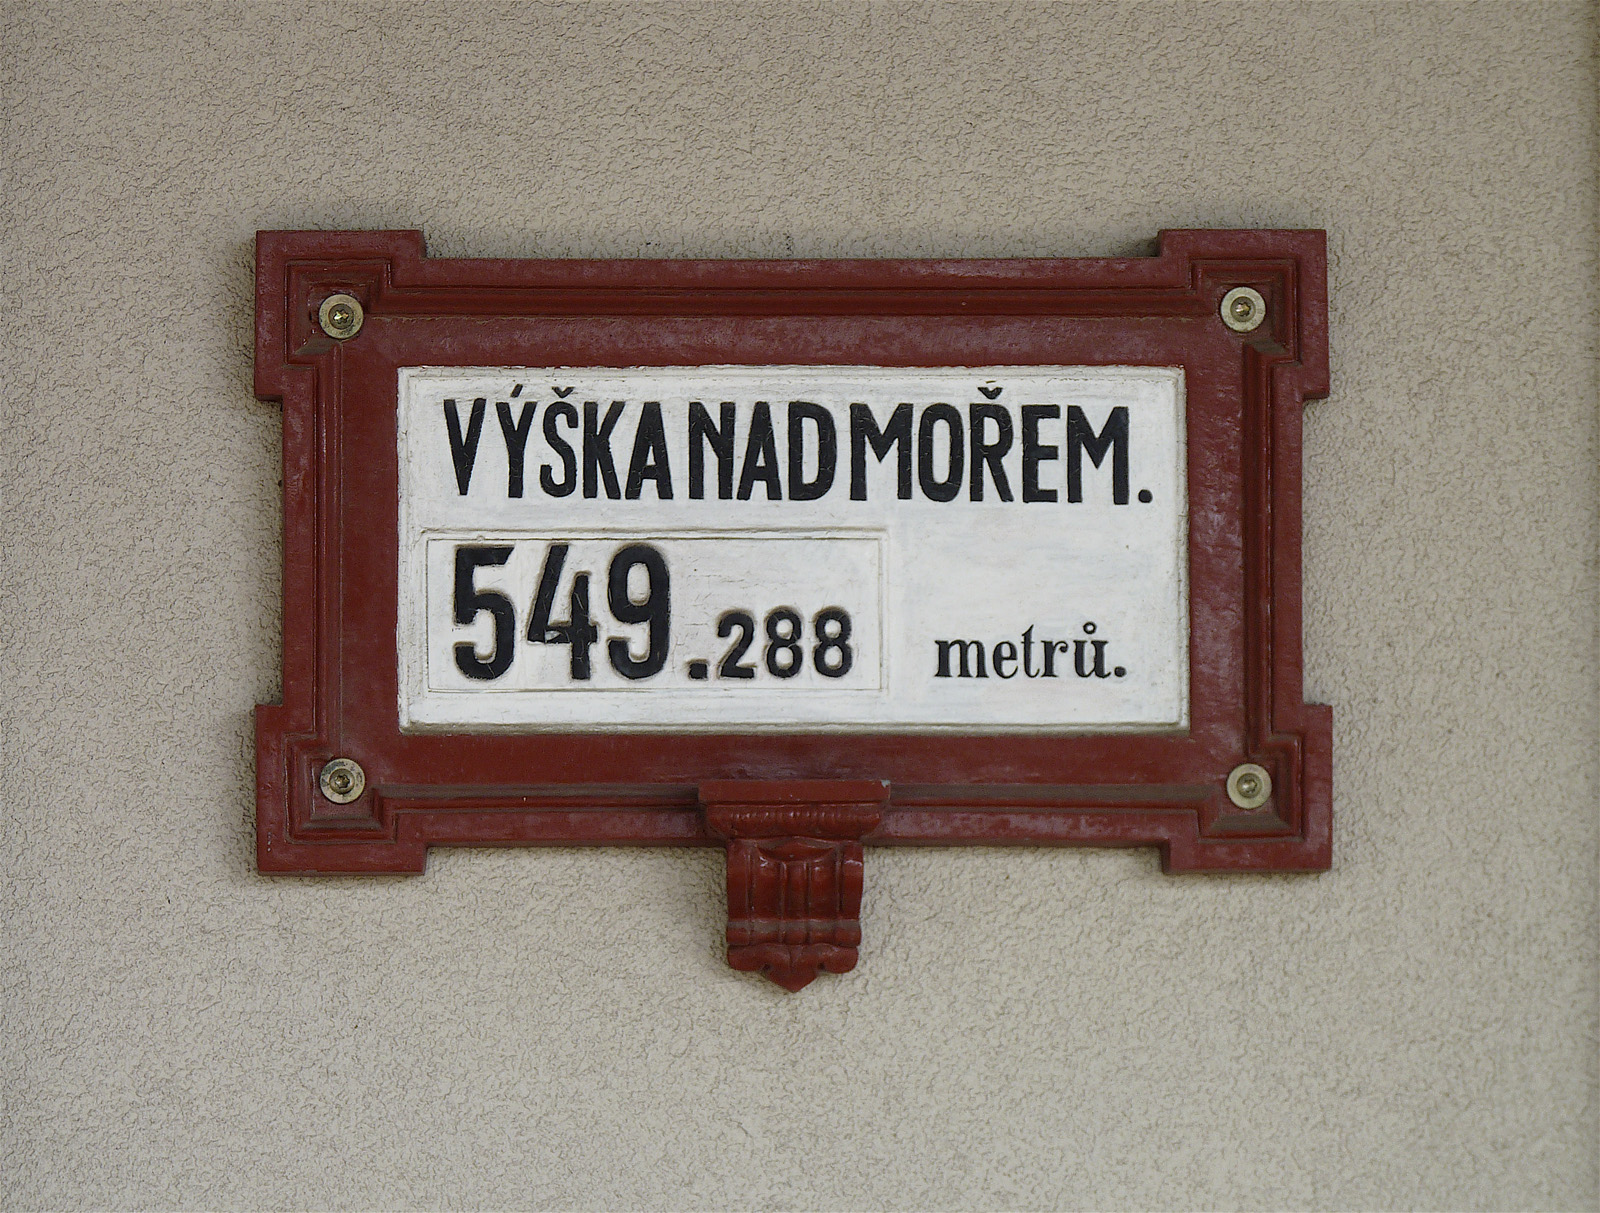 VÝŠKA NAD MOŘEM.
549.288 metrů.